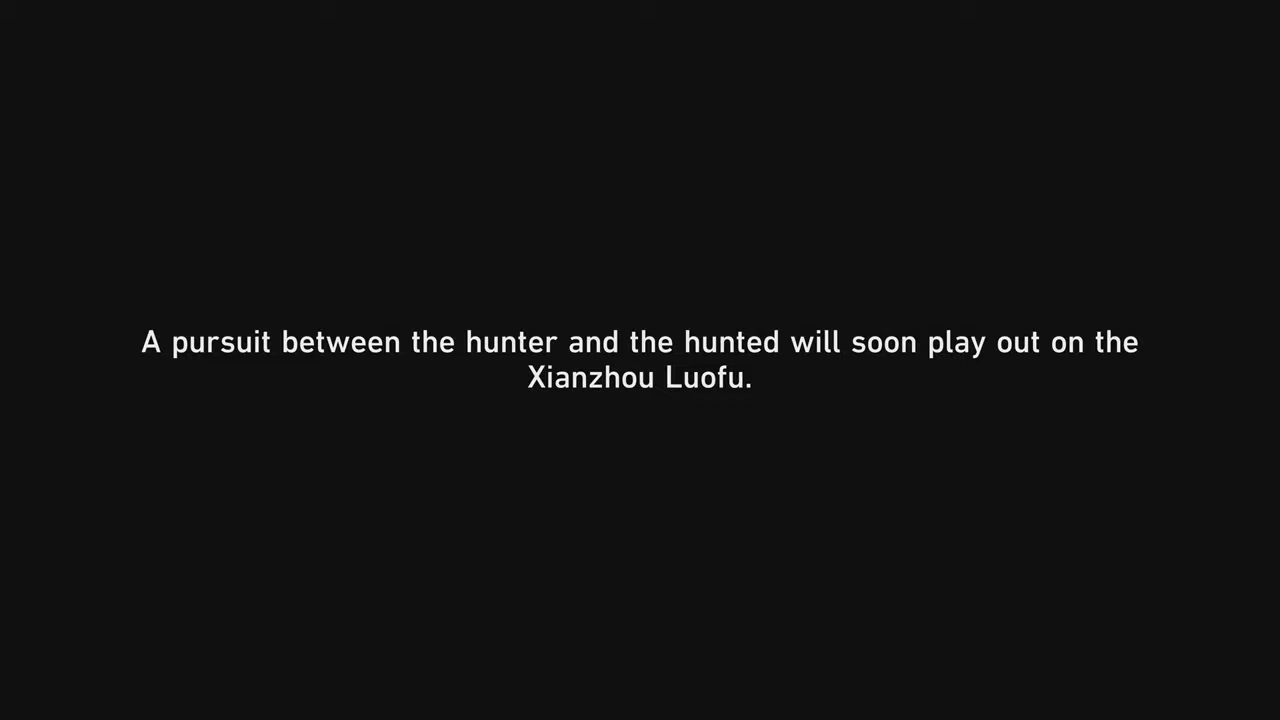 A pursuit between the hunter and the hunted will soon play out on the
Xianzhou Luofu.